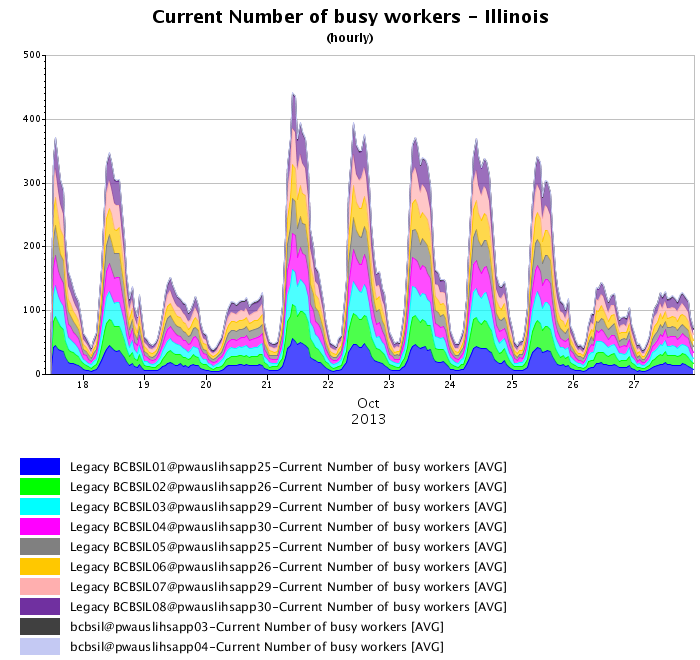 Current Number of busy workers – Illinois
(hourly)
500
400
300
200
100
0
18 19 20 21 22 23 24 25 26 27
Oct
2013
Legacy BCBSIL01@pwauslihsapp25-Current Number of busy workers [AVG]
Legacy BCBSIL02@pwauslihsapp26-Current Number of busy workers [AVG]
Legacy BCBSIL03@pwauslihsapp29-Current Number of busy workers [AVG]
Legacy BCBSIL04@pwauslihsapp30-Current Number of busy workers [AVG]
Legacy BCBSIL05@pwauslihsapp25-Current Number of busy workers [AVG]
Legacy BCBSIL06@pwauslihsapp26-Current Number of busy workers [AVG]
Legacy BCBSIL07@pwauslihsapp29-Current Number of busy workers [AVG]
Legacy BCBSIL08@pwauslihsapp30-Current Number of busy workers [AVG]
bcbsil@pwauslihsapp03-Current Number of busy workers [AVG]
bcbsil@pwauslihsapp04-Current Number of busy workers [AVG]